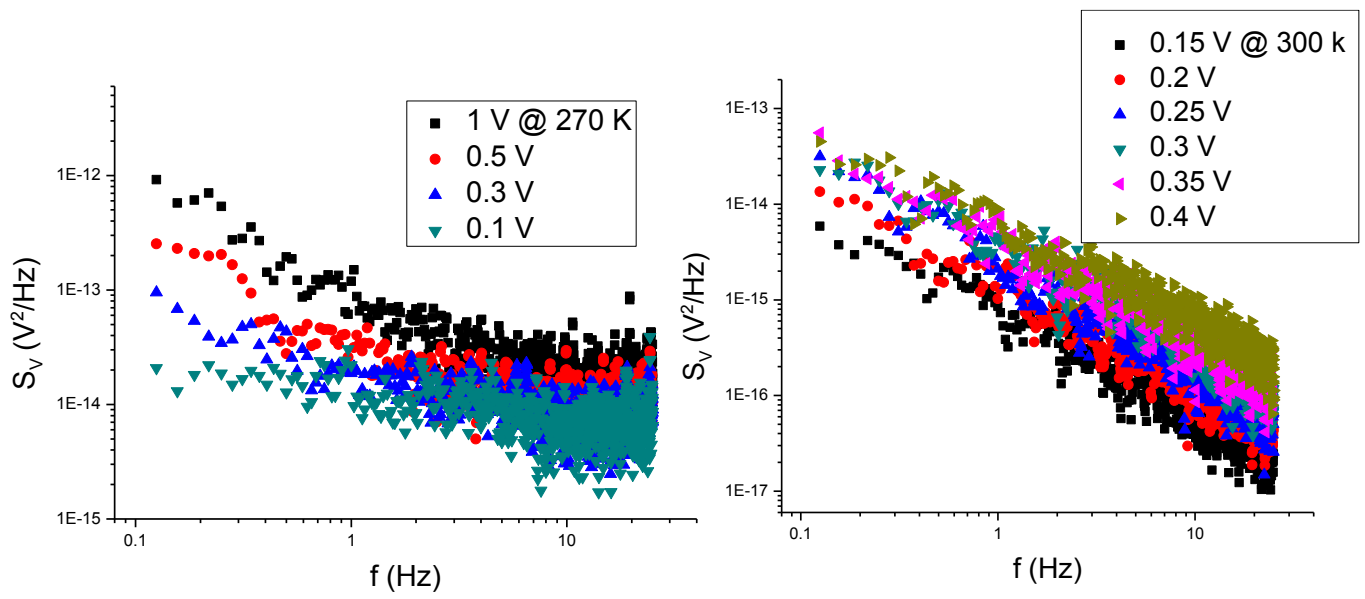 1E-12
1E-13
1E-14
1E-15
S_V (V²/Hz)
0.1
1
10
f (Hz)
1 V @ 270 K
0.5 V
0.3 V
0.1 V
1E-13
1E-14
1E-15
1E-16
1E-17
S_V (V²/Hz)
0.1
1
10
f (Hz)
0.15 V @ 300 k
0.2 V
0.25 V
0.3 V
0.35 V
0.4 V